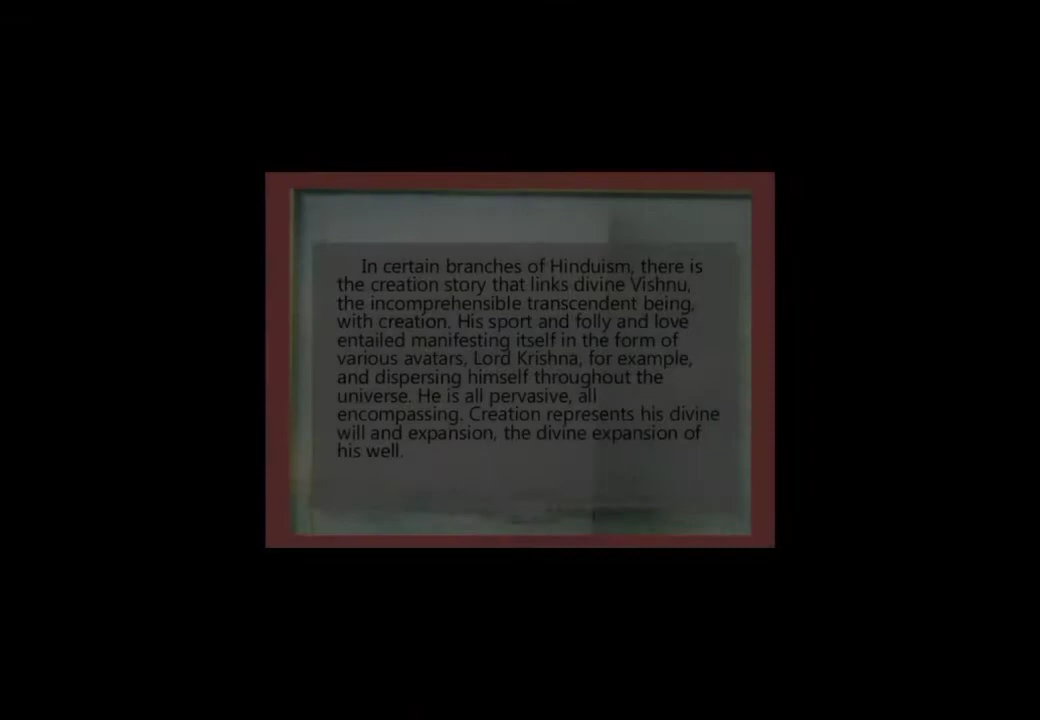 In certain branches of Hinduism, there is
the creation story that links divine Vishnu,
the incomprehensible transcendent being,
with creation. His sport and folly and love
entailed manifesting itself in the form of
various avatars, Lord Krishna, for example,
and dispersing himself throughout the
universe. He is all pervasive, all
encompassing. Creation represents his divine
will and expansion, the divine expansion of
his well.